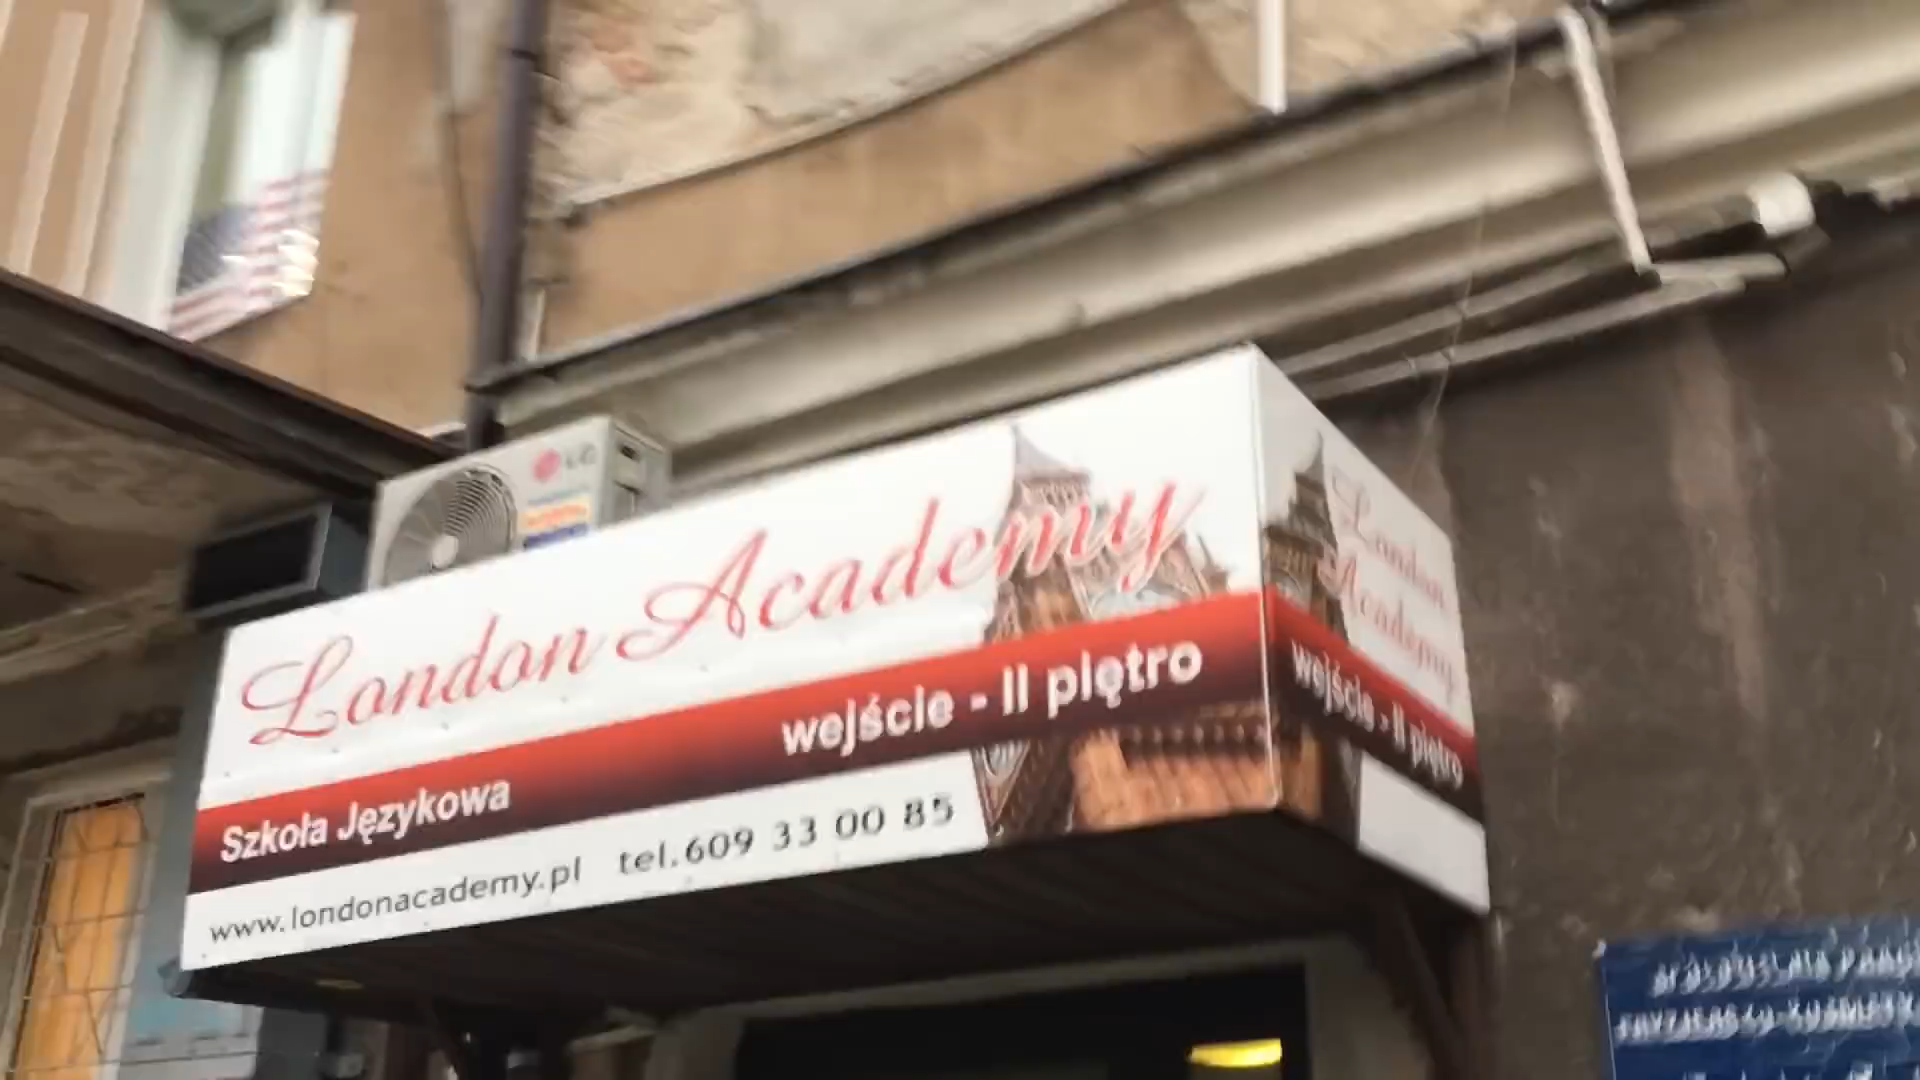 LG
London Academy
wejście - II piętro
Szkoła Językowa
www.londonacademy.pl tel.609 33 00 85
London
Academy
wejście - II piętro